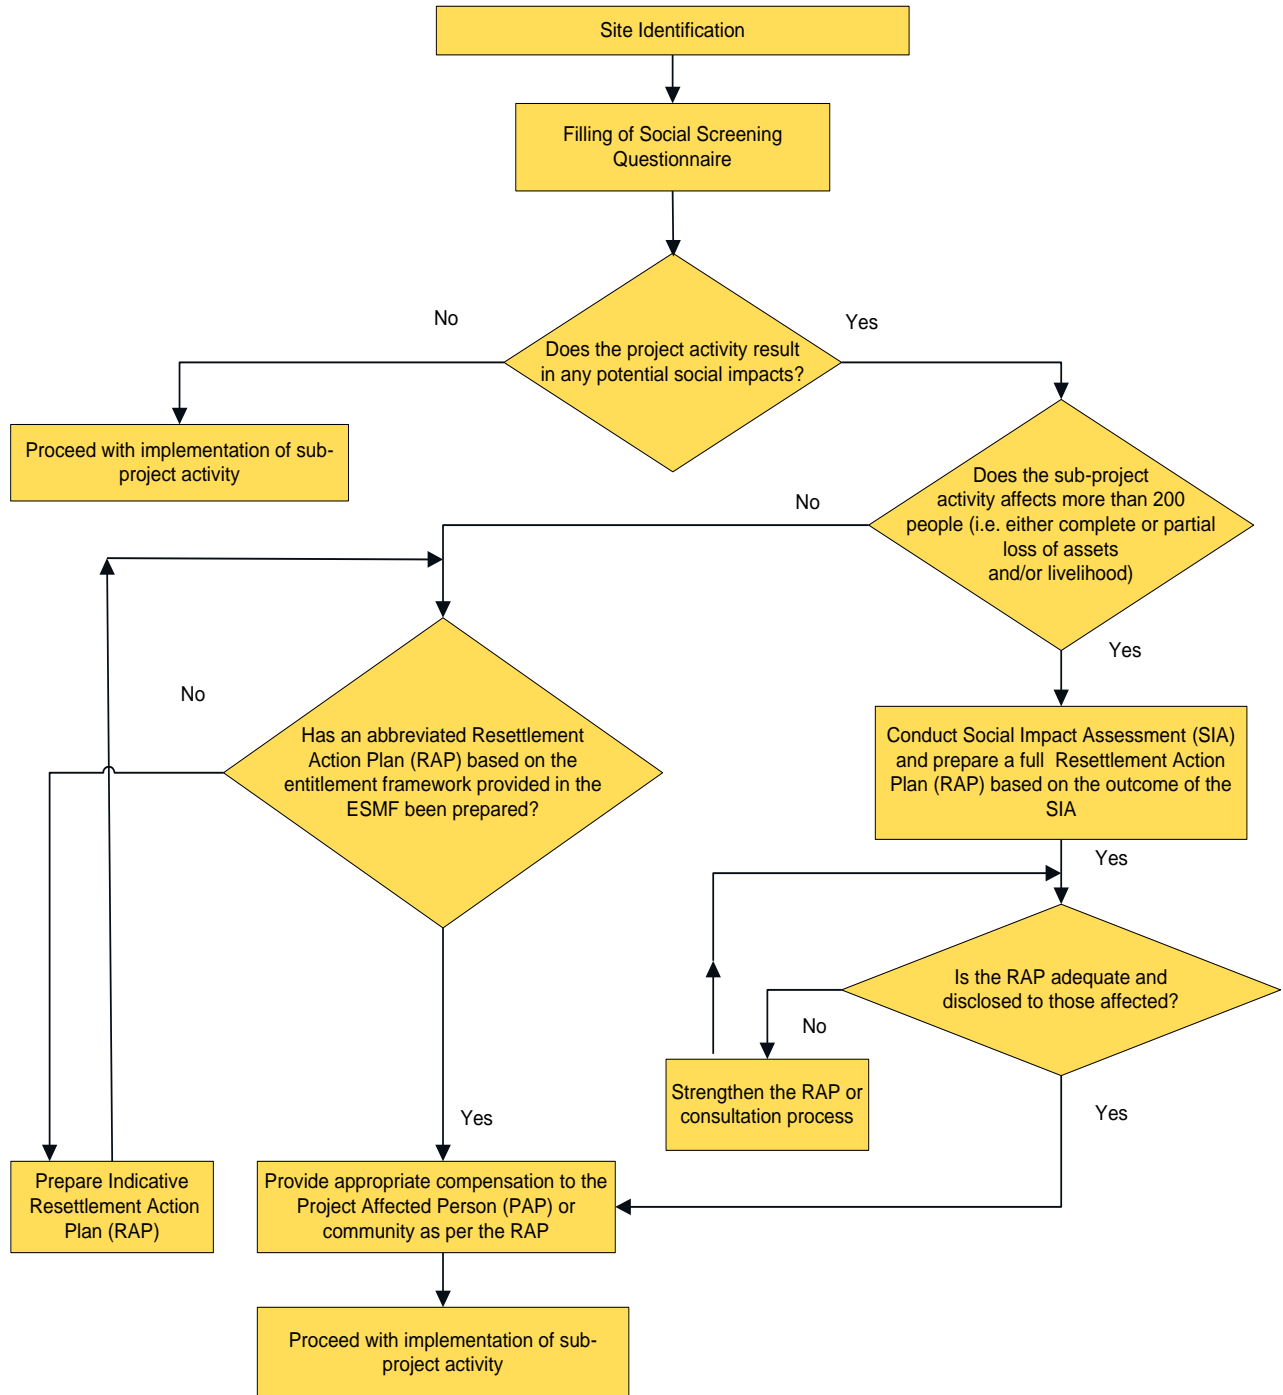 Site Identification
Filling of Social Screening
Questionnaire
No
Yes
Does the project activity result
in any potential social impacts?
Proceed with implementation of sub-
project activity
Does the sub-project
activity affects more than 200
people (i.e. either complete or partial
loss of assets
and/or livelihood)
No
Yes
No
Has an abbreviated Resettlement
Action Plan (RAP) based on the
entitlement framework provided in the
ESMF been prepared?
Conduct Social Impact Assessment (SIA)
and prepare a full Resettlement Action
Plan (RAP) based on the outcome of the
SIA
Yes
Is the RAP adequate and
disclosed to those affected?
No
Strengthen the RAP or
consultation process
Yes
Yes
Prepare Indicative
Resettlement Action
Plan (RAP)
Provide appropriate compensation to the
Project Affected Person (PAP) or
community as per the RAP
Proceed with implementation of sub-
project activity